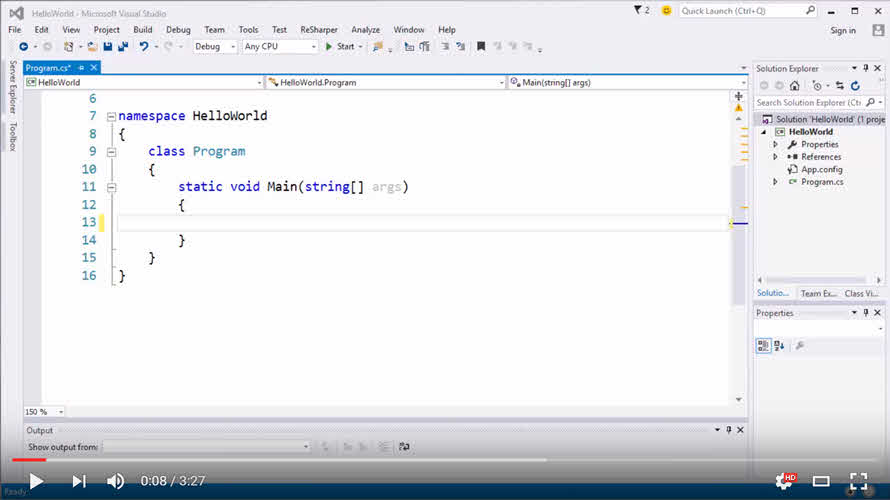 HelloWorld - Microsoft Visual Studio
2
Quick Launch (Ctrl+Q)
File Edit View Project Build Debug Team Tools Test ReSharper Analyze Window Help
Sign in
Debug Any CPU Start
Server Explorer
Toolbox
Program.cs*
HelloWorld HelloWorld.Program Main(string[] args)
6
7 namespace HelloWorld
8 {
9 class Program
10 {
11 static void Main(string[] args)
12 {
13
14 }
15 }
16 }
150 %
Solution Explorer
Search Solution Explorer (Ctrl+
Solution 'HelloWorld' (1 proje
HelloWorld
Properties
References
App.config
Program.cs
Solutio... Team Ex... Class Vi...
Properties
Output
Show output from:
0:08 / 3:27
HD
Ready